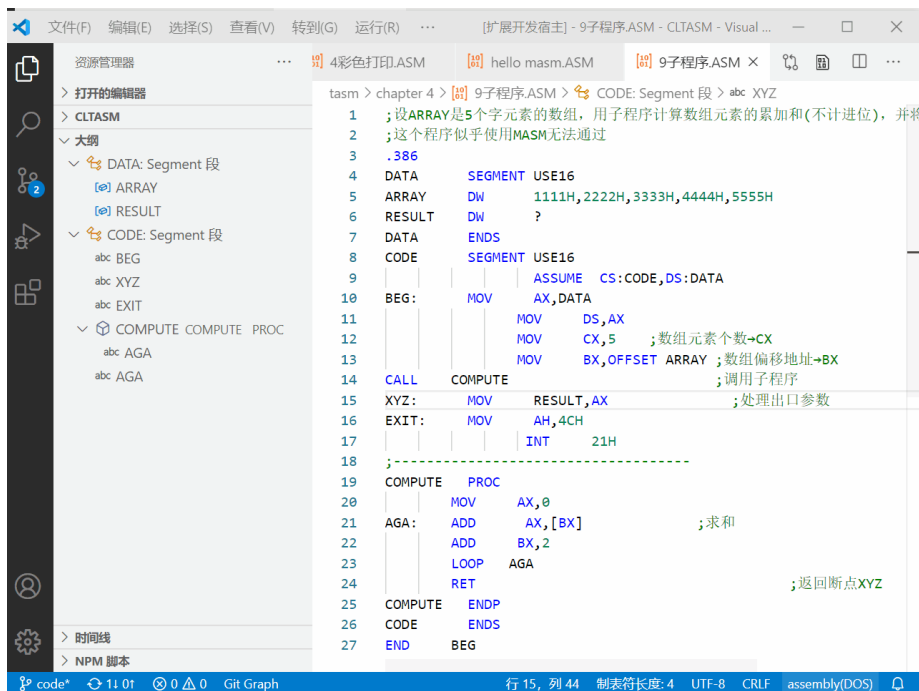 文件(F) 编辑(E) 选择(S) 查看(V) 转到(G) 运行(R) ··· [扩展开发宿主] - 9子程序.ASM - CLTASM - Visual ...
资源管理器 ···
4彩色打印.ASM hello masm.ASM 9子程序.ASM
打开的编辑器
CLTASM
大纲
DATA: Segment 段
ARRAY
RESULT
CODE: Segment 段
abc BEG
abc XYZ
abc EXIT
COMPUTE COMPUTE PROC
abc AGA
abc AGA
时间线
NPM 脚本
tasm > chapter 4 > 9子程序.ASM > CODE: Segment 段 > abc XYZ
1 ;设ARRAY是5个字元素的数组，用子程序计算数组元素的累加和(不计进位)，并将
2 ;这个程序似乎使用MASM无法通过
3 .386
4 DATA SEGMENT USE16
5 ARRAY DW 1111H,2222H,3333H,4444H,5555H
6 RESULT DW ?
7 DATA ENDS
8 CODE SEGMENT USE16
9 ASSUME CS:CODE,DS:DATA
10 BEG: MOV AX,DATA
11 MOV DS,AX
12 MOV CX,5 ;数组元素个数→CX
13 MOV BX,OFFSET ARRAY ;数组偏移地址→BX
14 CALL COMPUTE ;调用子程序
15 XYZ: MOV RESULT,AX ;处理出口参数
16 EXIT: MOV AH,4CH
17 INT 21H
18 ;------------------------------------
19 COMPUTE PROC
20 MOV AX,0
21 AGA: ADD AX,[BX] ;求和
22 ADD BX,2
23 LOOP AGA
24 RET ;返回断点XYZ
25 COMPUTE ENDP
26 CODE ENDS
27 END BEG
2
code* 1↓ 0↑ 0 0 Git Graph 行 15，列 44 制表符长度: 4 UTF-8 CRLF assembly(DOS)